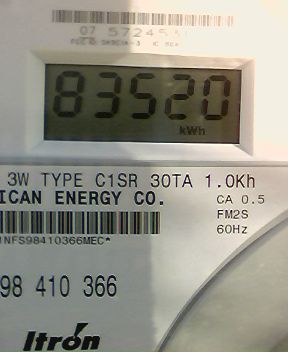 83520
kWh
3W TYPE C1SR 30TA 1.0Kh
ICAN ENERGY CO.
CA 0.5
FM2S
60Hz
1NFS98410366MEC*
98 410 366
Itron